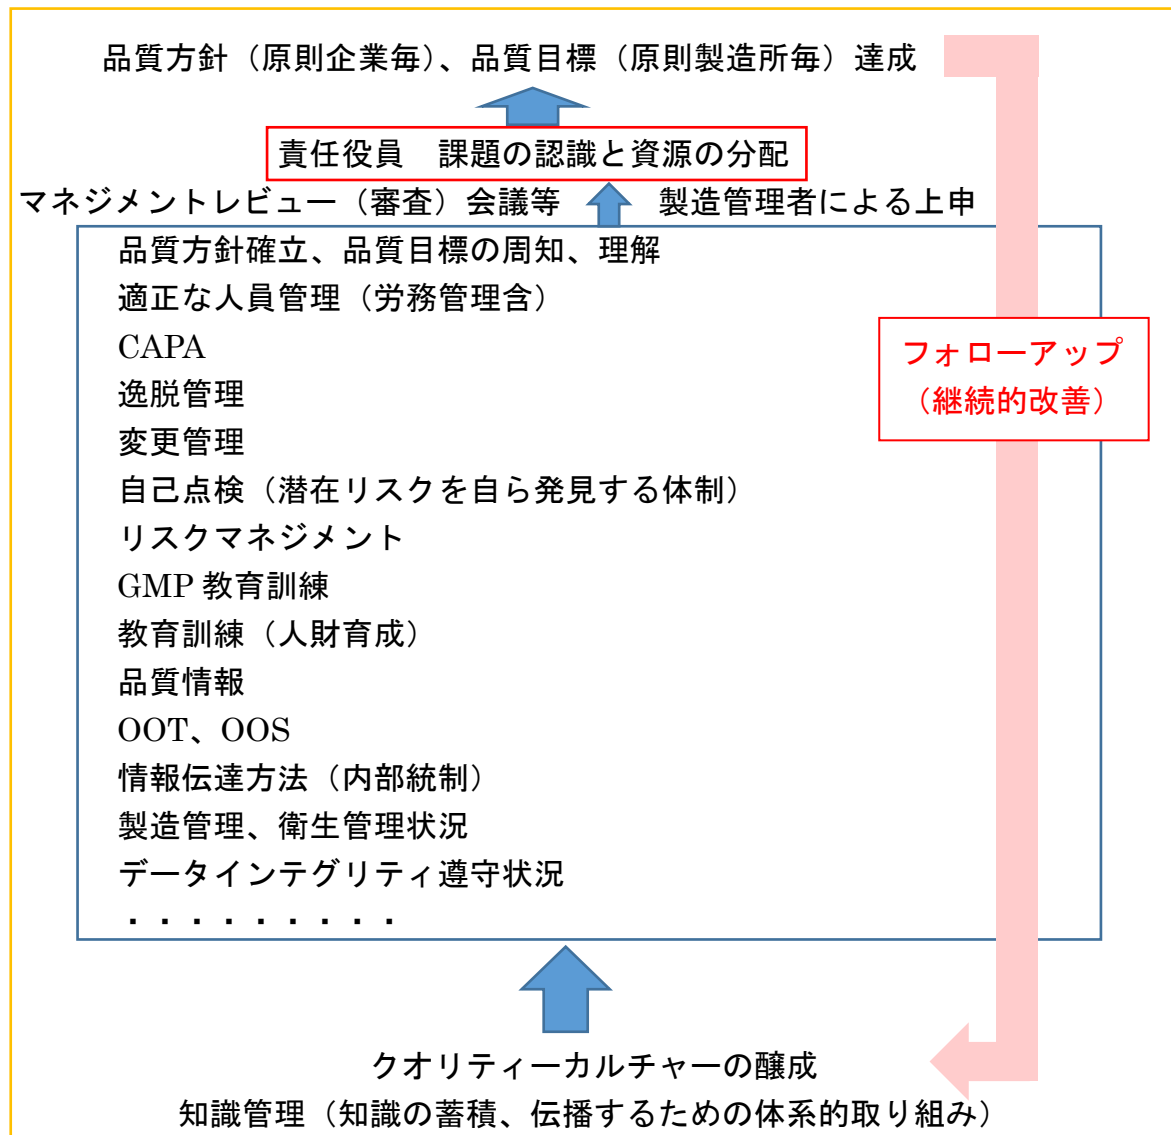 品質方針（原則企業毎）、品質目標（原則製造所毎）達成
責任役員　課題の認識と資源の分配
マネジメントレビュー（審査）会議等　製造管理者による上申
品質方針確立、品質目標の周知、理解
適正な人員管理（労務管理含）
CAPA
逸脱管理
変更管理
自己点検（潜在リスクを自ら発見する体制）
リスクマネジメント
GMP 教育訓練
教育訓練（人財育成）
品質情報
OOT、OOS
情報伝達方法（内部統制）
製造管理、衛生管理状況
データインテグリティ遵守状況
・・・・・・・・・
フォローアップ
（継続的改善）
クオリティーカルチャーの醸成
知識管理（知識の蓄積、伝播するための体系的取り組み）